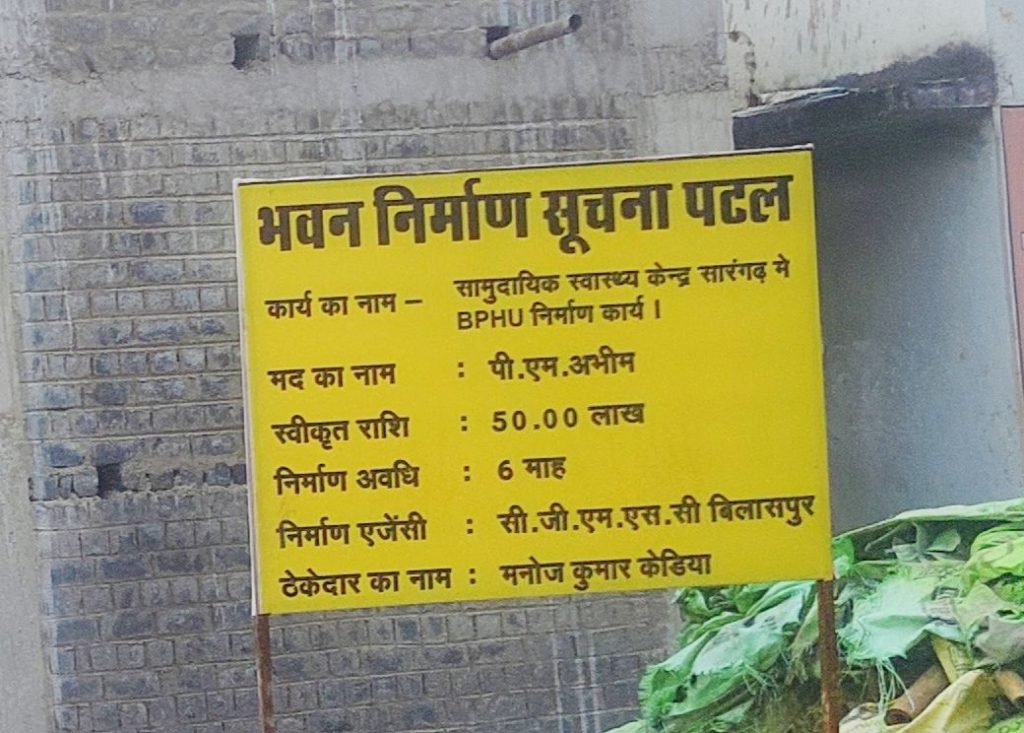 भवन निर्माण सूचना पटल
कार्य का नाम – सामुदायिक स्वास्थ्य केन्द्र सारंगढ़ मे
BPHU निर्माण कार्य ।
मद का नाम : पी.एम.अभीम
स्वीकृत राशि : 50.00 लाख
निर्माण अवधि : 6 माह
निर्माण एजेंसी : सी.जी.एम.एस.सी बिलासपुर
ठेकेदार का नाम : मनोज कुमार केडिया